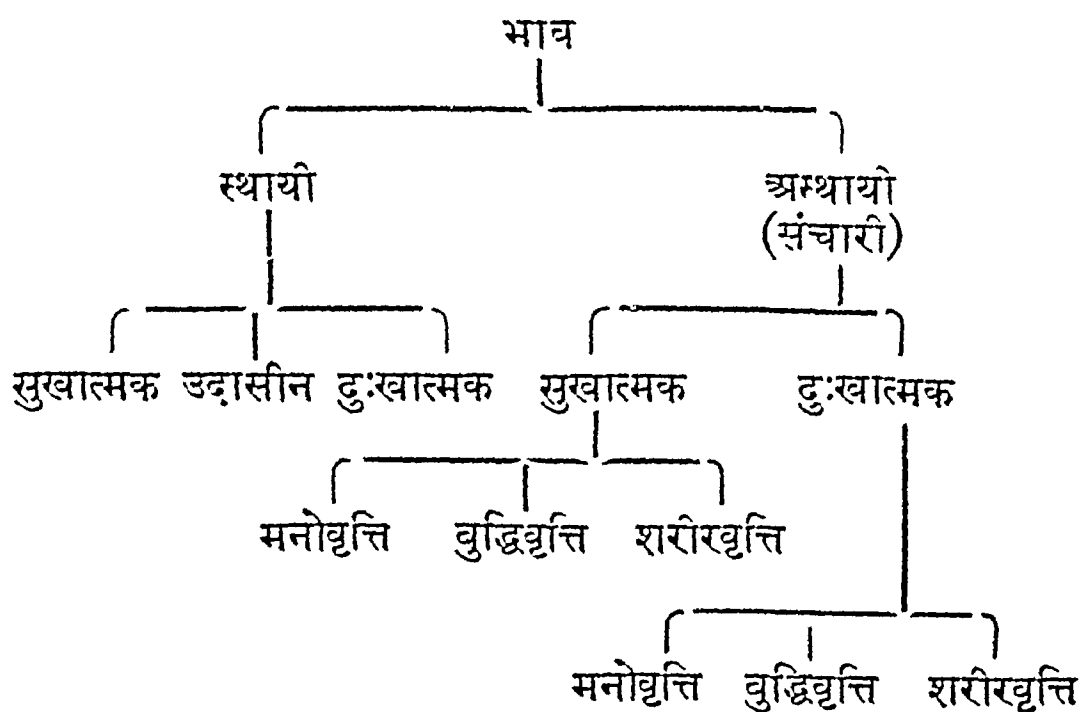 भाव
स्थायी अस्थायी
(संचारी)
सुखात्मक उदासीन दुःखात्मक सुखात्मक दुःखात्मक
मनोवृत्ति बुद्धिवृत्ति शरीरवृत्ति
मनोवृत्ति बुद्धिवृत्ति शरीरवृत्ति